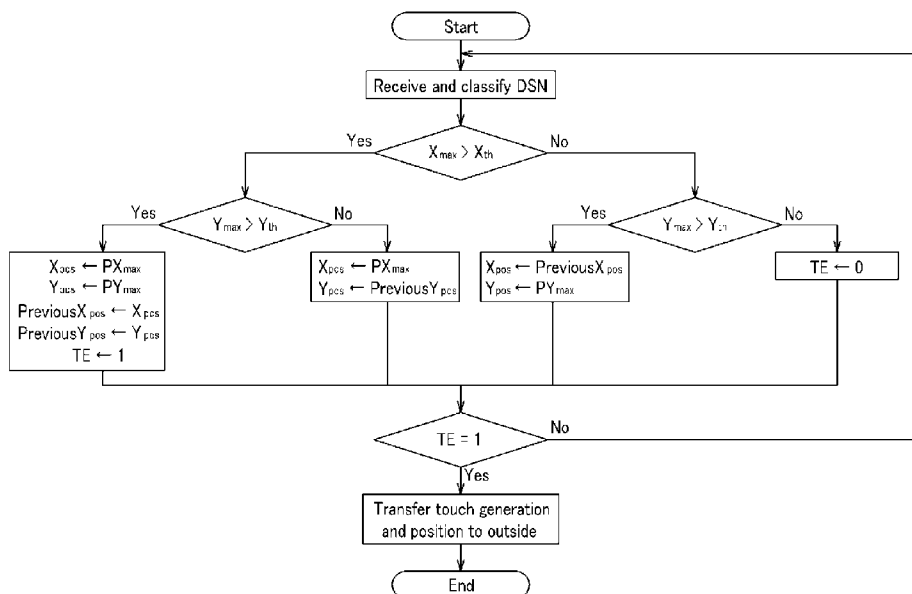 Start
Receive and classify DSN
Yes
Xmax > Xth
No
Yes
Ymax > Yth
No
Yes
Ymax > Yth
No
Xpos ← PXmax
Ypos ← PYmax
PreviousXpos ← Xpos
PreviousYpos ← Ypos
TE ← 1
Xpos ← PXmax
Ypos ← PreviousYpos
Xpos ← PreviousXpos
Ypos ← PYmax
TE ← 0
TE = 1
No
Yes
Transfer touch generation
and position to outside
End